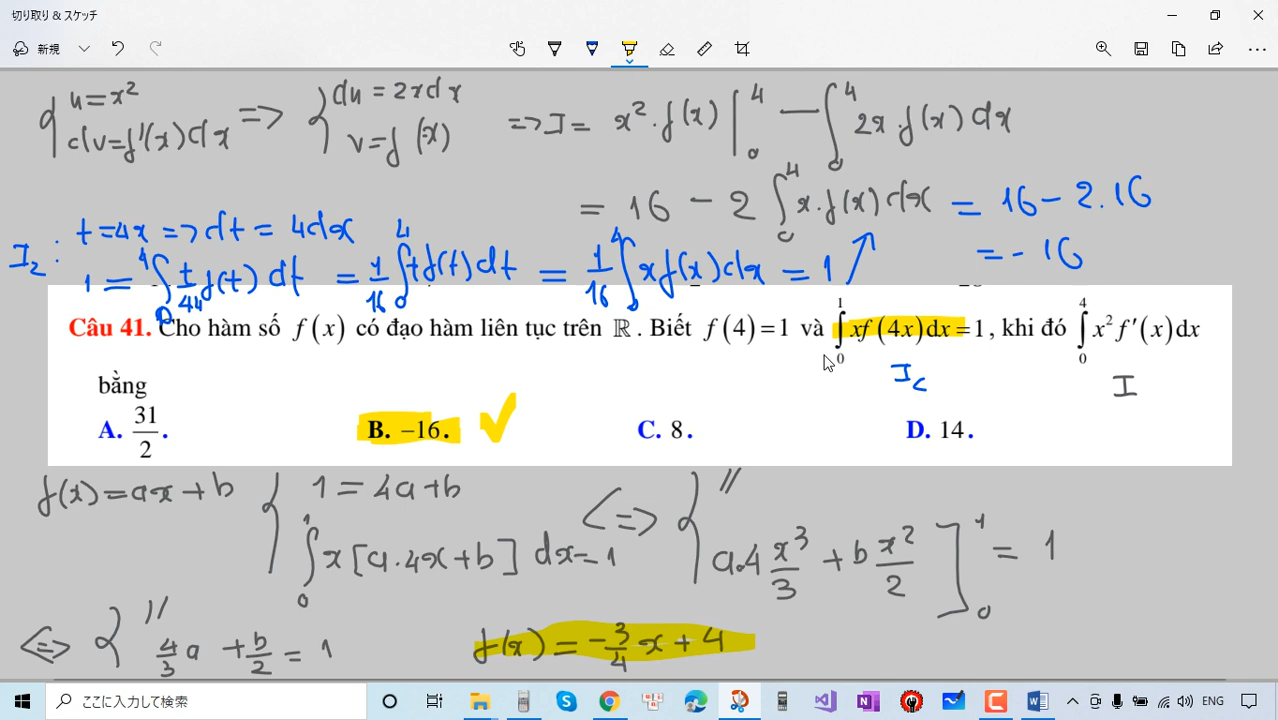 切り取り & スケッチ
新規
{ u = x² dv = f'(x)dx => { du = 2xdx v = f(x) => I = x².f(x) |₀⁴ — ∫₀⁴ 2x.f(x)dx
= 16 - 2 ∫₀⁴ x.f(x)dx = 16 - 2.16
= - 16
I₂ : t = 4x => dt = 4dx
1 = ∫₀⁴ t/44 f(t) dt = 1/16 ∫₀⁴ tf(t)dt = 1/16 ∫₀⁴ xf(x)dx = 1
Câu 41. Cho hàm số f(x) có đạo hàm liên tục trên ℝ. Biết f(4)=1 và ∫₀¹ xf(4x)dx=1, khi đó ∫₀⁴ x²f′(x)dx
bằng
I
A. 31/2. B. –16. ✓ C. 8. D. 14.
f(x) = ax + b { 1 = 4a + b ∫₀¹ x[a.4x+b] dx = 1 <=> { // a.4 x³/3 + b x²/2 ]₀¹ = 1
<=> { // 4/3 a + b/2 = 1 f(x) = -3/4 x + 4
ここに入力して検索
ENG